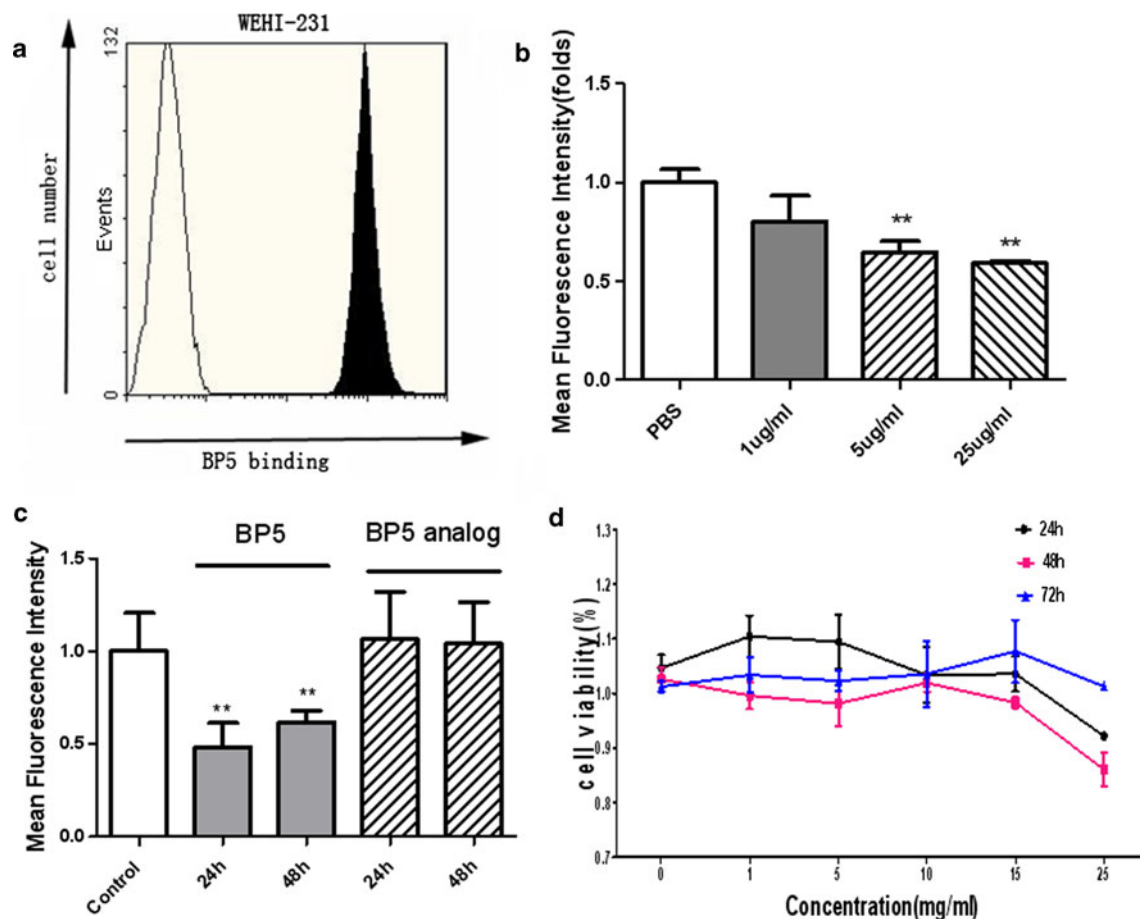 a
WEHI-231
132
Events
0
cell number
BP5 binding
b
Mean Fluorescence Intensity(folds)
1.5
1.0
0.5
0.0
**
**
PBS
1ug/ml
5ug/ml
25ug/ml
c
BP5
BP5 analog
Mean Fluorescence Intensity
1.5
1.0
0.5
0.0
**
**
Control
24h
48h
24h
48h
d
24h
48h
72h
cell viability(%)
1.3
1.2
1.1
1.0
0.9
0.8
0.7
0 1 5 10 15 25
Concentration(mg/ml)